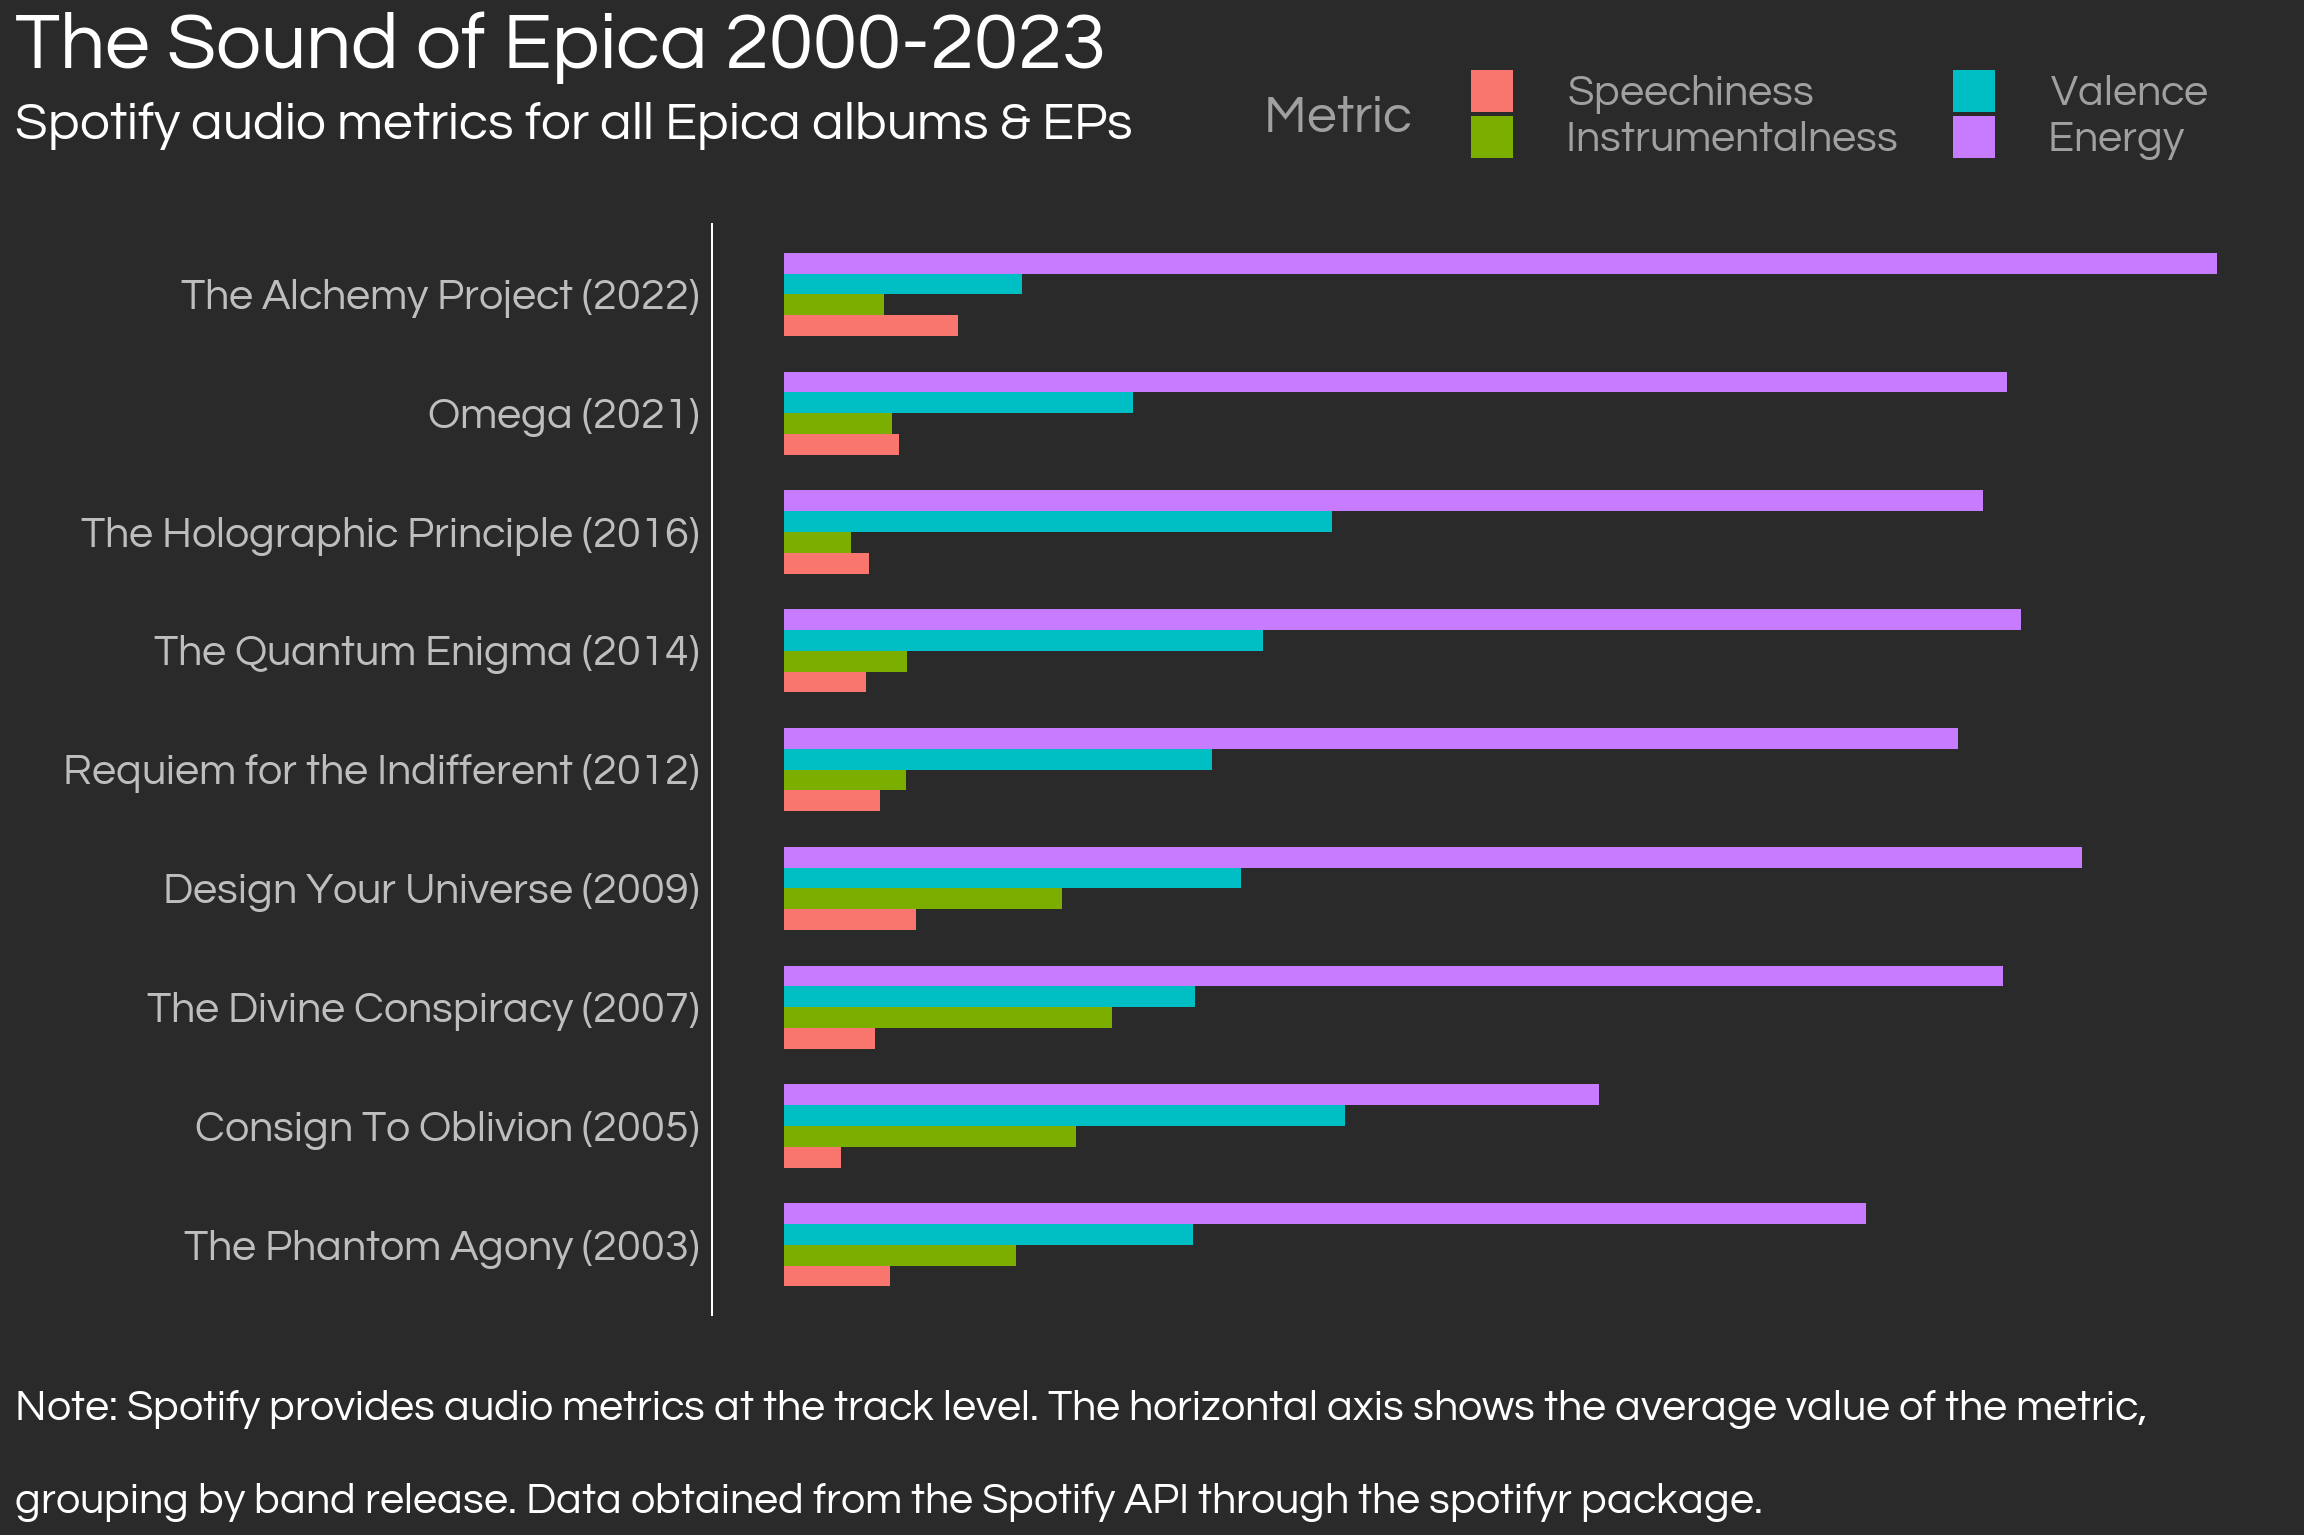 The Sound of Epica 2000-2023
Spotify audio metrics for all Epica albums & EPs
Metric
Speechiness
Instrumentalness
Valence
Energy
The Alchemy Project (2022)
Omega (2021)
The Holographic Principle (2016)
The Quantum Enigma (2014)
Requiem for the Indifferent (2012)
Design Your Universe (2009)
The Divine Conspiracy (2007)
Consign To Oblivion (2005)
The Phantom Agony (2003)
Note: Spotify provides audio metrics at the track level. The horizontal axis shows the average value of the metric,
grouping by band release. Data obtained from the Spotify API through the spotifyr package.